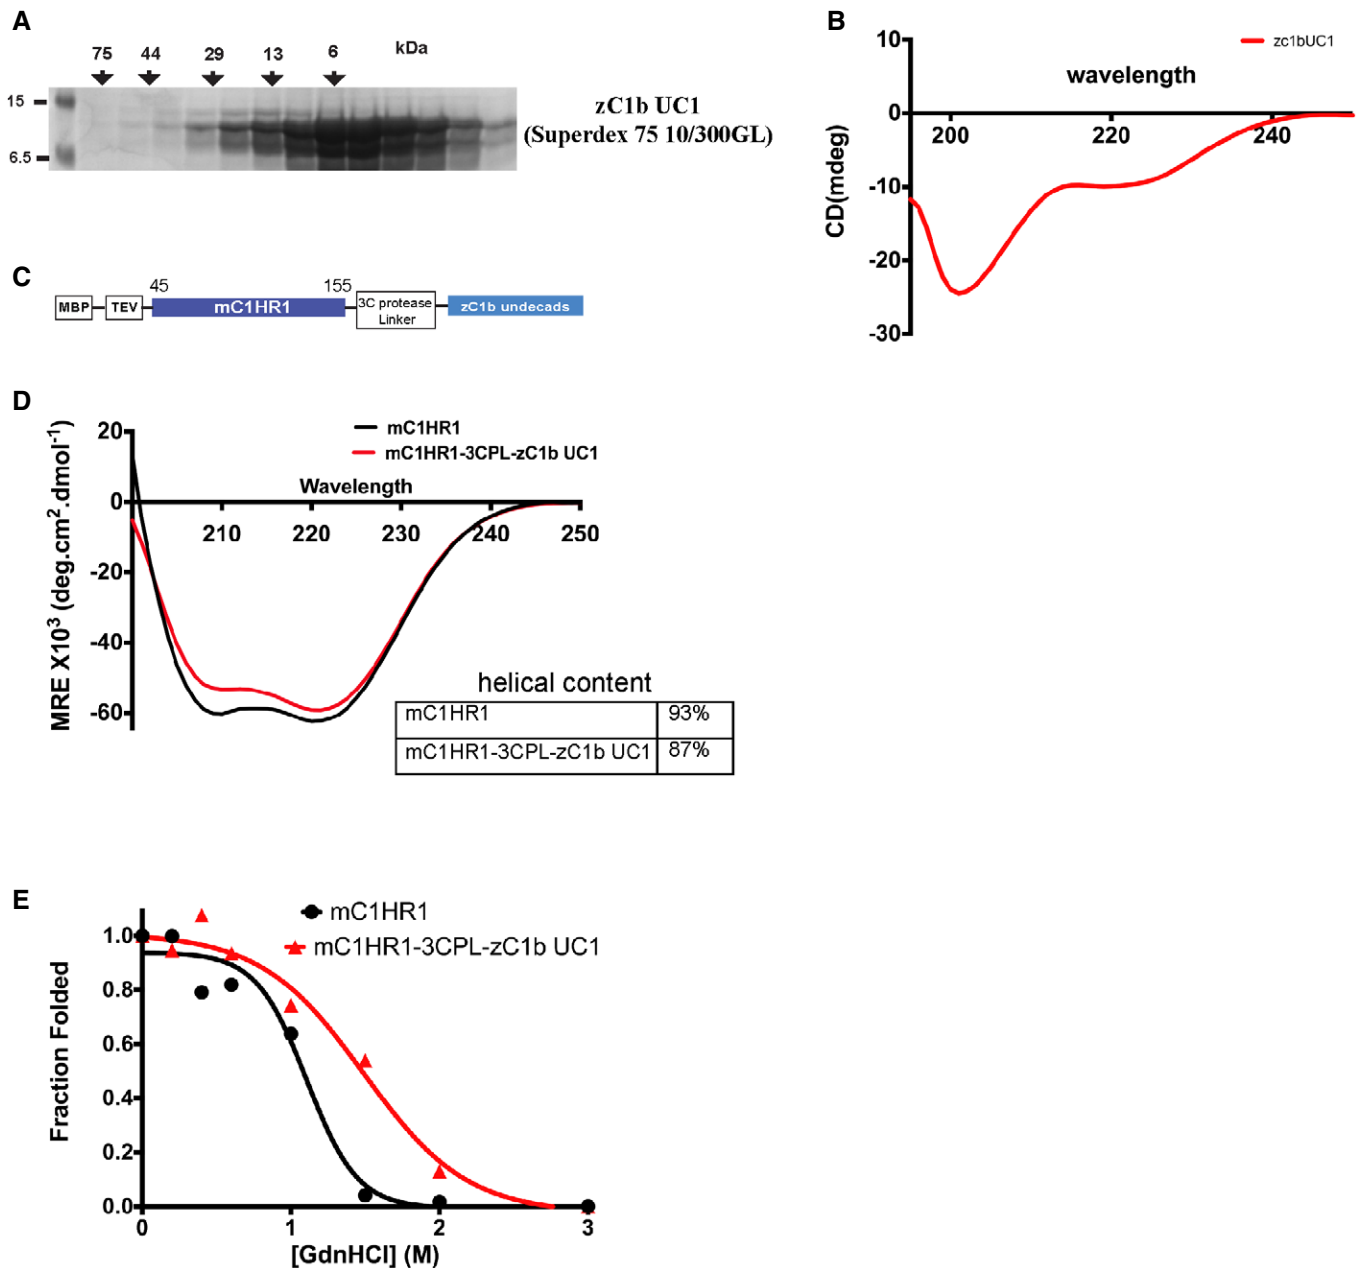 A
75 44 29 13 6 kDa
15
6.5
zC1b UC1
(Superdex 75 10/300GL)
B
zc1bUC1
wavelength
10
0
-10
-20
-30
200 220 240
CD(mdeg)
C
45 155
MBP TEV mC1HR1 3C protease
Linker zC1b undecads
D
mC1HR1
mC1HR1-3CPL-zC1b UC1
Wavelength
20
0
-20
-40
-60
210 220 230 240 250
MRE X10³ (deg.cm².dmol⁻¹)
helical content
mC1HR1 93%
mC1HR1-3CPL-zC1b UC1 87%
E
mC1HR1
mC1HR1-3CPL-zC1b UC1
1.0
0.8
0.6
0.4
0.2
0.0
0 1 2 3
Fraction Folded
[GdnHCl] (M)